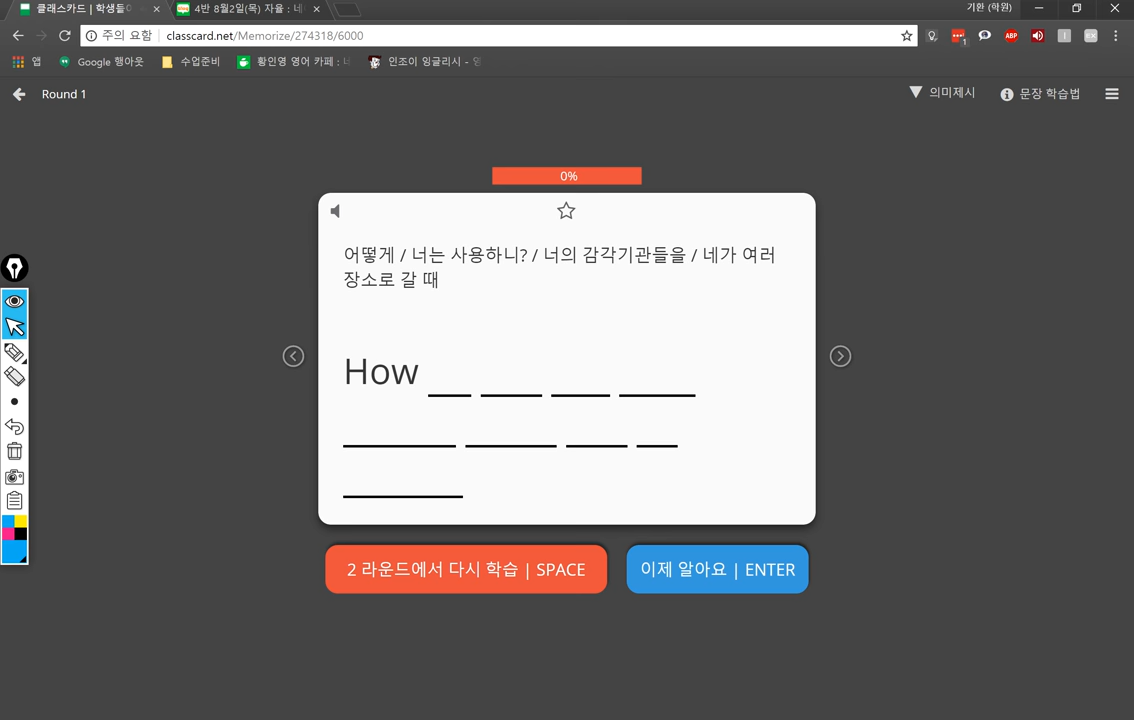 클래스카드 | 학생들이
4반 8월2일(목) 자율 : 네
기환 (학원)
주의 요함
classcard.net/Memorize/274318/6000
1
ABP
앱
Google 행아웃
수업준비
황인영 영어 카페 : 네
인조이 잉글리시 -
Round 1
의미제시
문장 학습법
0%
어떻게 / 너는 사용하니? / 너의 감각기관들을 / 네가 여러
장소로 갈 때
How
2 라운드에서 다시 학습 | SPACE
이제 알아요 | ENTER